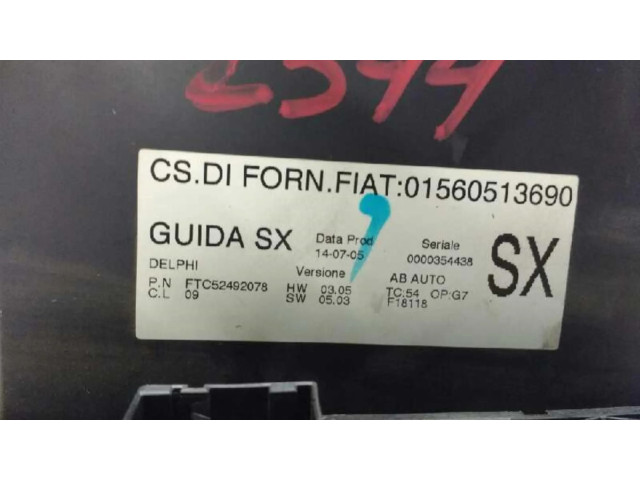 2544
CS.DI FORN.FIAT:01560513690
GUIDA SX Data Prod Seriale
14-07-05 0000354438 SX
DELPHI Versione AB AUTO
P.N FTC52492078 HW 03.05 TC:54 OP:G7
C.L 09 SW 05.03 F18118